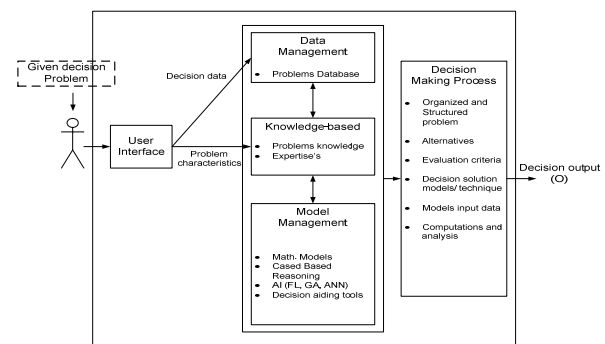 Given decision
Problem
User
Interface
Decision data
Problem
characteristics
Data
Management
• Problems Database
Knowledge-based
• Problems knowledge
• Expertise's
Model
Management
• Math. Models
• Cased Based
Reasoning
• AI (FL, GA, ANN)
• Decision aiding tools
Decision
Making Process
• Organized and
Structured
problem
• Alternatives
• Evaluation criteria
• Decision solution
models/ technique
• Models input data
• Computations and
analysis
Decision output
(O)